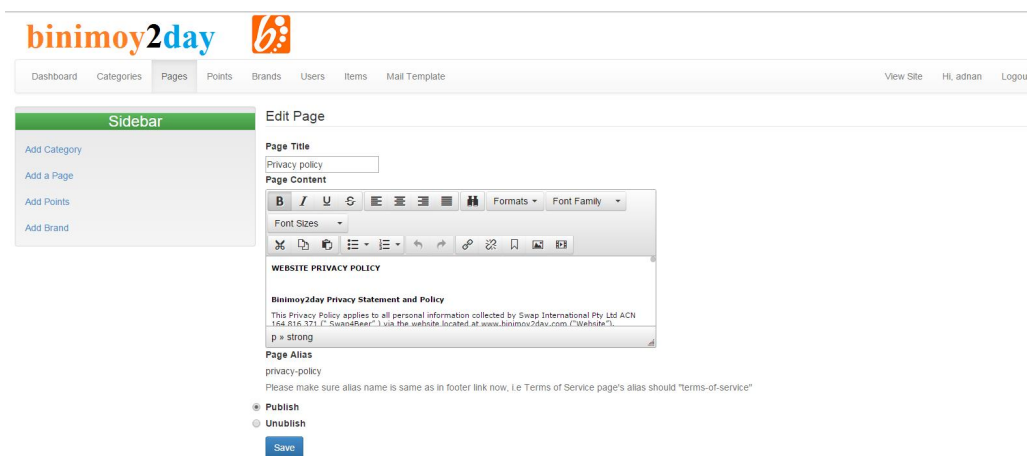 binimoy2day b:
Dashboard Categories Pages Points Brands Users Items Mail Template View Site Hi, adnan Logou
Sidebar
Add Category
Add a Page
Add Points
Add Brand
Edit Page
Page Title
Privacy policy
Page Content
B I U S Formats Font Family
Font Sizes
WEBSITE PRIVACY POLICY
Binimoy2day Privacy Statement and Policy
This Privacy Policy applies to all personal information collected by Swap International Pty Ltd ACN
164 816 371 (" Swap4Beer" ) via the website located at www.binimoy2day.com ("Website").
p » strong
Page Alias
privacy-policy
Please make sure alias name is same as in footer link now, i.e Terms of Service page's alias should "terms-of-service"
Publish
Unublish
Save